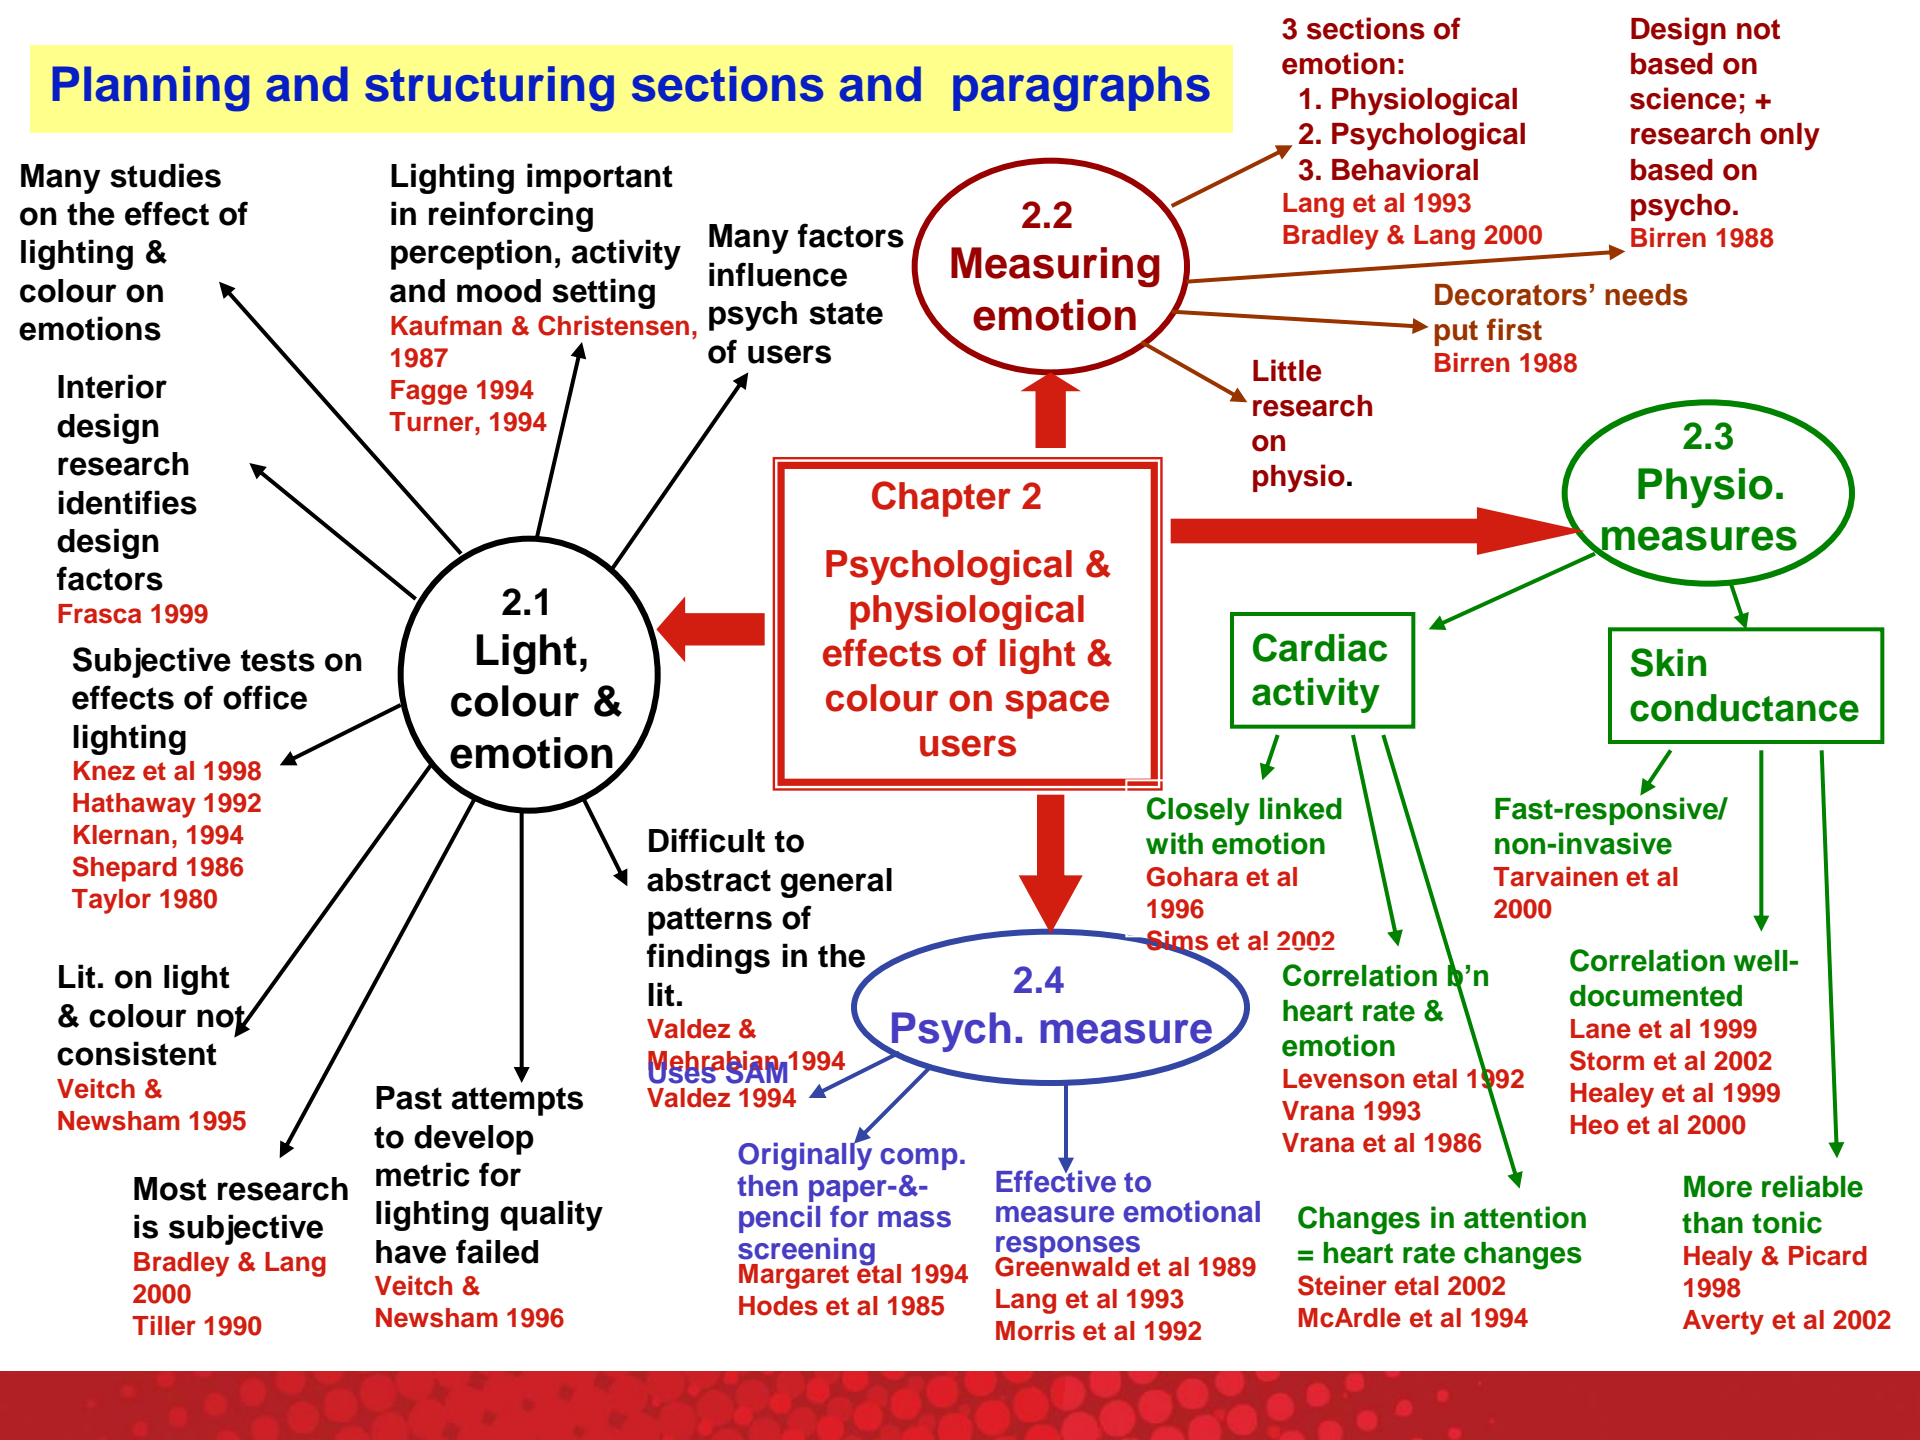 Planning and structuring sections and  paragraphs
Many studies
on the effect of
lighting &
colour on
emotions
Lighting important
in reinforcing
perception, activity
and mood setting
Kaufman & Christensen,
1987
Fagge 1994
Turner, 1994
Many factors
influence
psych state
of users
Interior
design
research
identifies
design
factors
Frasca 1999
Subjective tests on
effects of office
lighting
Knez et al 1998
Hathaway 1992
Klernan, 1994
Shepard 1986
Taylor 1980
2.1
Light,
colour &
emotion
Lit. on light
& colour not
consistent
Veitch &
Newsham 1995
Most research
is subjective
Bradley & Lang
2000
Tiller 1990
Past attempts
to develop
metric for
lighting quality
have failed
Veitch &
Newsham 1996
Difficult to
abstract general
patterns of
findings in the
lit.
Valdez &
Mehrabian 1994
Chapter 2
Psychological &
physiological
effects of light &
colour on space
users
2.2
Measuring
emotion
3 sections of
emotion:
1. Physiological
2. Psychological
3. Behavioral
Lang et al 1993
Bradley & Lang 2000
Design not
based on
science; +
research only
based on
psycho.
Birren 1988
Decorators’ needs
put first
Birren 1988
Little
research
on
physio.
2.3
Physio.
measures
Cardiac
activity
Closely linked
with emotion
Gohara et al
1996
Sims et al 2002
Correlation b’n
heart rate &
emotion
Levenson etal 1992
Vrana 1993
Vrana et al 1986
Changes in attention
= heart rate changes
Steiner etal 2002
McArdle et al 1994
Skin
conductance
Fast-responsive/
non-invasive
Tarvainen et al
2000
Correlation well-
documented
Lane et al 1999
Storm et al 2002
Healey et al 1999
Heo et al 2000
More reliable
than tonic
Healy & Picard
1998
Averty et al 2002
2.4
Psych. measure
Uses SAM
Valdez 1994
Originally comp.
then paper-&-
pencil for mass
screening
Margaret etal 1994
Hodes et al 1985
Effective to
measure emotional
responses
Greenwald et al 1989
Lang et al 1993
Morris et al 1992